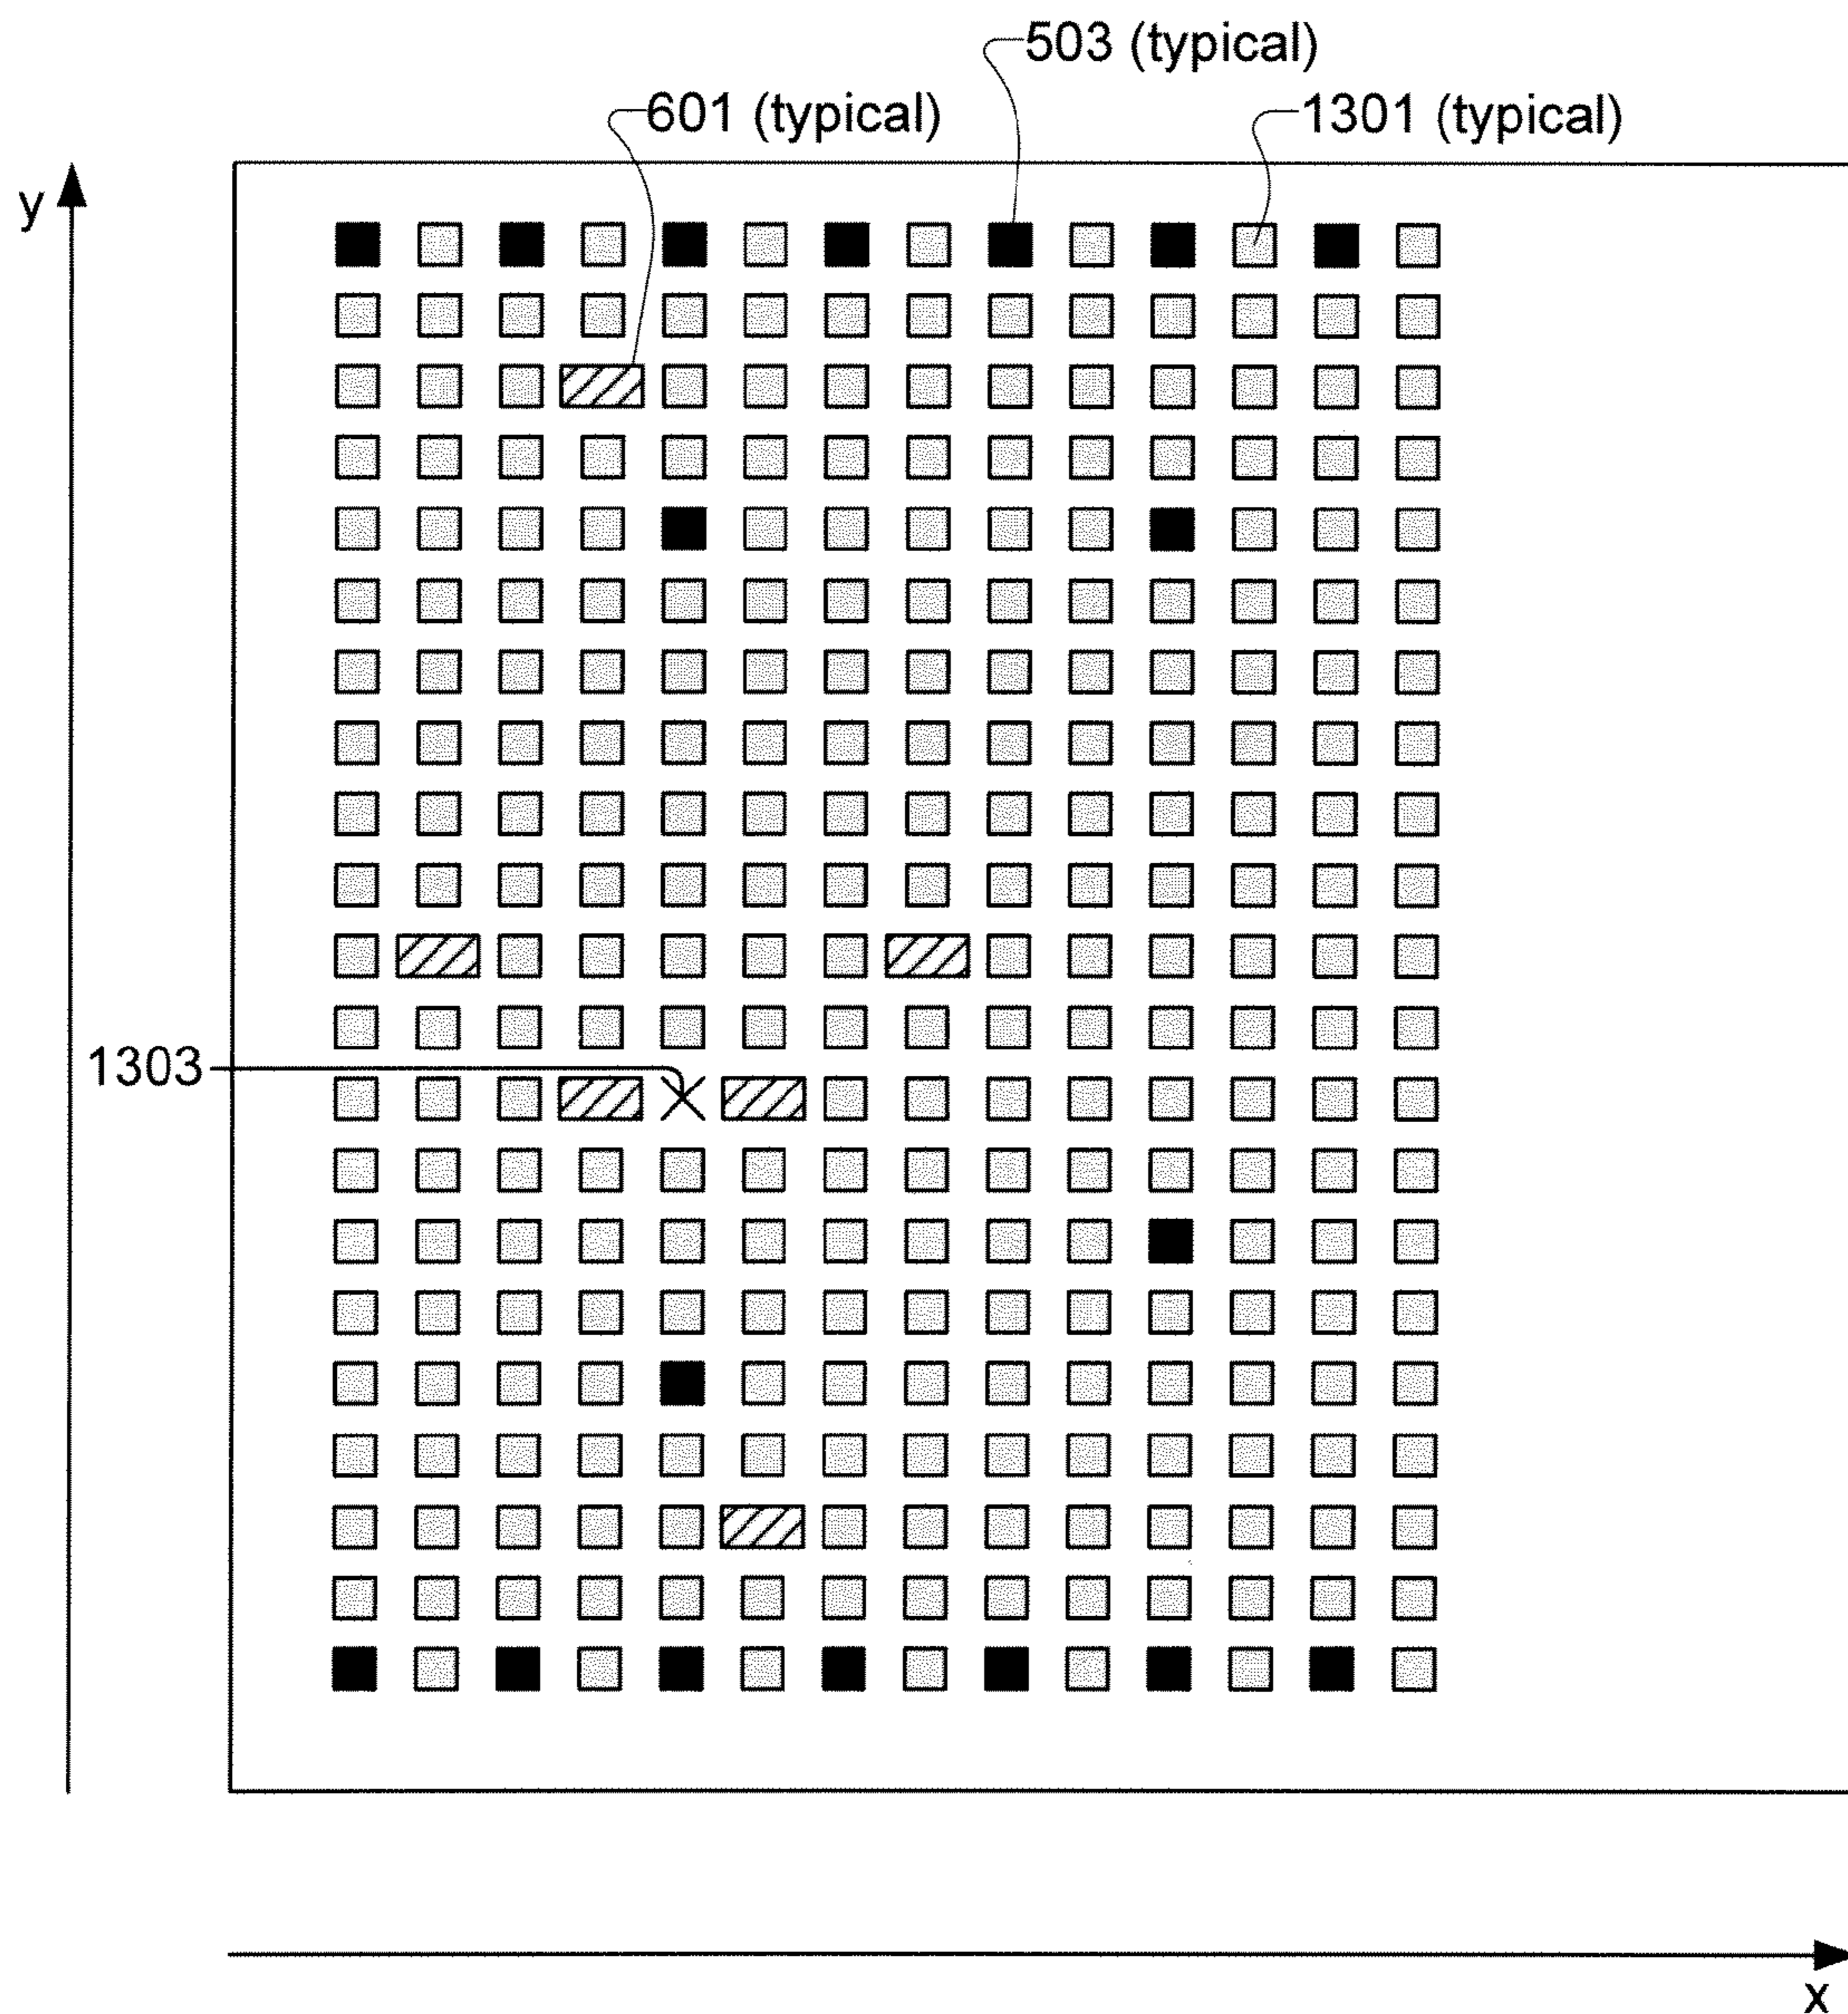 503 (typical)
601 (typical)
1301 (typical)
y
1303
x